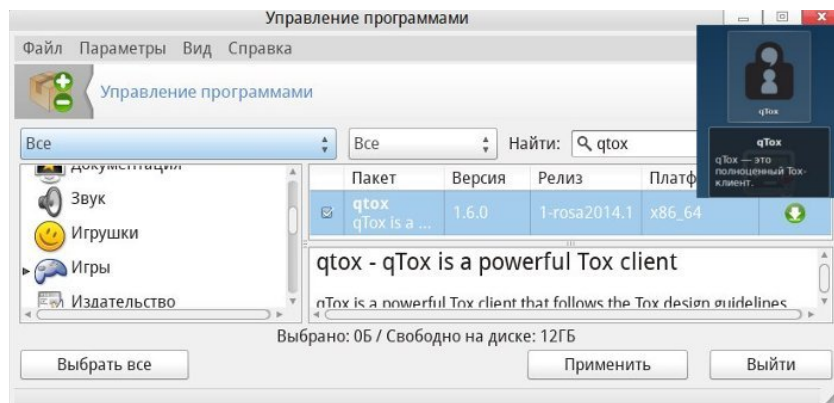 Управление программами
Файл Параметры Вид Справка
Управление программами
qTox
qTox
qTox — это
полноценный Tox-
клиент.
Все
Все
Найти: qtox
Документация
Звук
Игрушки
Игры
Издательство
Пакет Версия Релиз Платф
qtox 1.6.0 1-rosa2014.1 x86_64
qTox is a ...
qtox - qTox is a powerful Tox client
qTox is a powerful Tox client that follows the Tox design guidelines
Выбрано: 0Б / Свободно на диске: 12ГБ
Выбрать все
Применить
Выйти